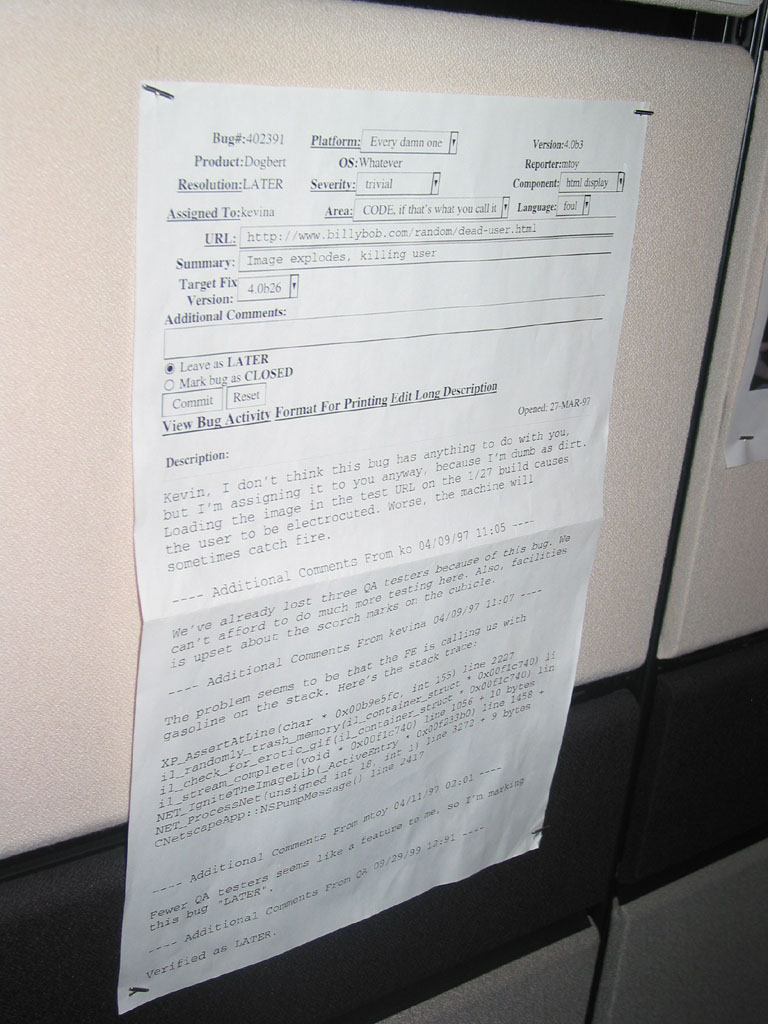 Bug#:402391 Platform: Every damn one Version:4.0b3
Product:Dogbert OS:Whatever Reporter:mtoy
Resolution:LATER Severity: trivial Component: html display
Assigned To:kevina Area: CODE, if that's what you call it Language: foul
URL: http://www.billybob.com/random/dead-user.html
Summary: Image explodes, killing user
Target Fix
Version: 4.0b26
Additional Comments:
Leave as LATER
Mark bug as CLOSED
Commit Reset
View Bug Activity Format For Printing Edit Long Description
Opened: 27-MAR-97
Description:
Kevin, I don't think this bug has anything to do with you,
but I'm assigning it to you anyway, because I'm dumb as dirt.
Loading the image in the test URL on the 1/27 build causes
the user to be electrocuted. Worse, the machine will
sometimes catch fire.
---- Additional Comments From ko 04/09/97 11:05 ----
We've already lost three QA testers because of this bug. We
can't afford to do much more testing here. Also, facilities
is upset about the scorch marks on the cubicle.
---- Additional Comments From kevina 04/09/97 11:07 ----
The problem seems to be that the FE is calling us with
gasoline on the stack. Here's the stack trace:
XP_AssertAtLine(char * 0x00b9e5fc, int 155) line 2227
il_randomly_trash_memory(il_container_struct * 0x00f1c740) li
il_check_for_erotic_gif(il_container_struct * 0x00f1c740) lin
il_stream_complete(void * 0x00f1c740) line 1056 + 10 bytes
NET_IgniteTheImageLib(_ActiveEntry * 0x00f233b0) line 1458 +
NET_ProcessNet(unsigned int 18, int 1) line 3272 + 9 bytes
CNetscapeApp::NSPumpMessage() line 2417
---- Additional Comments From mtoy 04/11/97 02:01 ----
Fewer QA testers seems like a feature to me, so I'm marking
this bug "LATER".
---- Additional Comments From QA 09/29/99 12:91 ----
Verified as LATER.